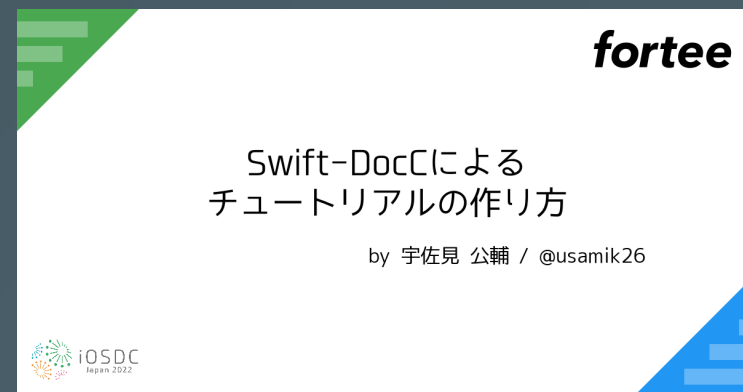 fortee
Swift-DocCによる
チュートリアルの作り方
by 宇佐見 公輔 / @usamik26
iOSDC
Japan 2022